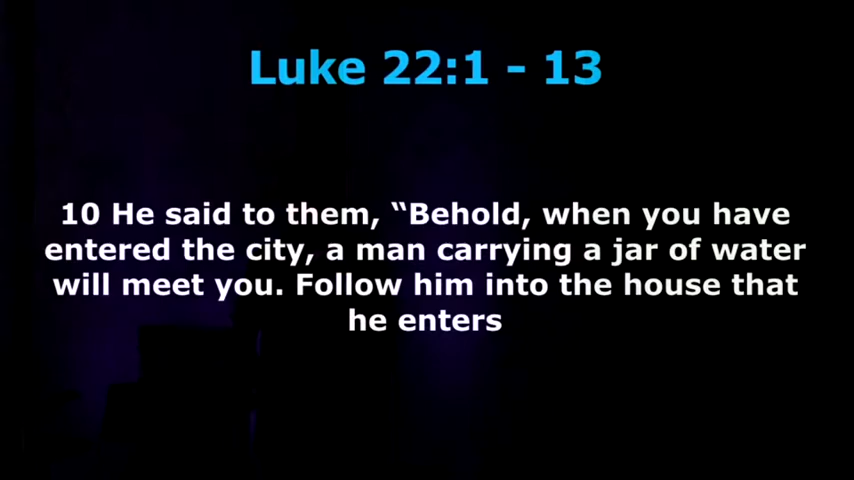 Luke 22:1 - 13
10 He said to them, “Behold, when you have
entered the city, a man carrying a jar of water
will meet you. Follow him into the house that
he enters